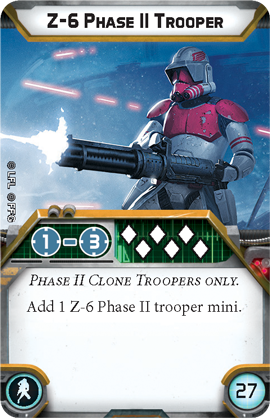 Z-6 Phase II Trooper
© LFL © FFG
1 - 3
Phase II Clone Troopers only.
Add 1 Z-6 Phase II trooper mini.
27